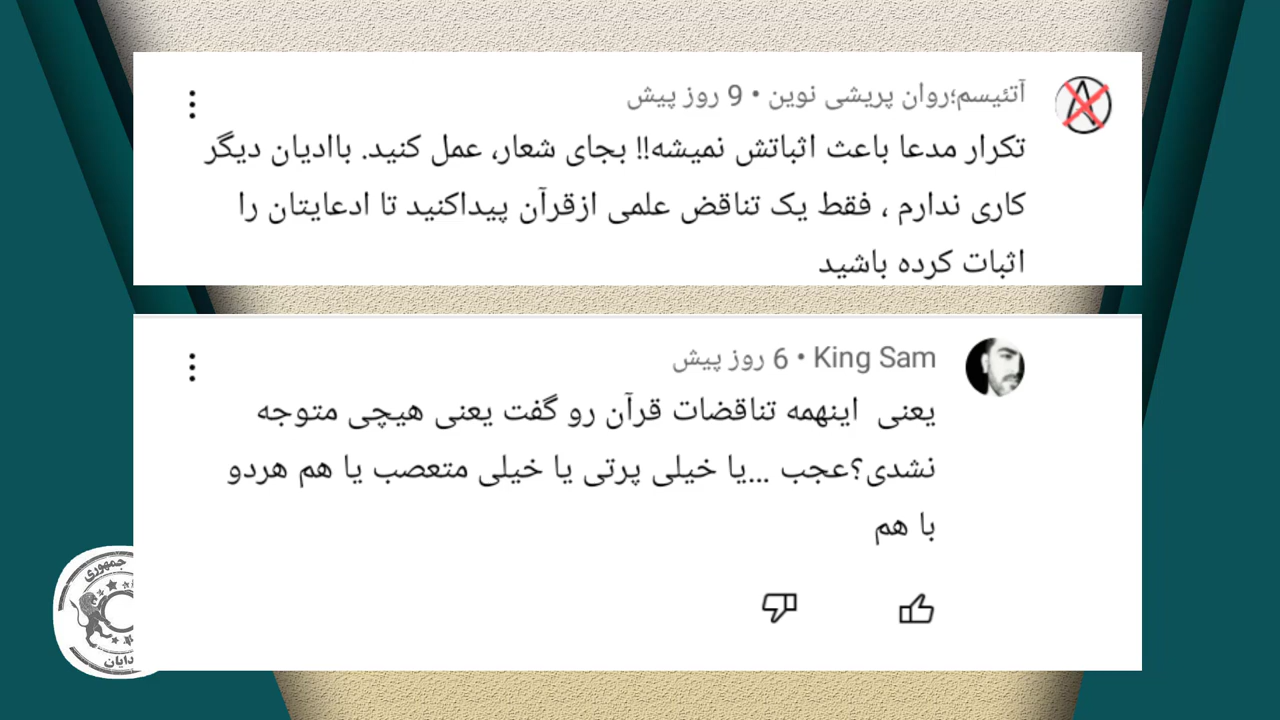 آتئیسم؛روان پریشی نوین • 9 روز پیش
تکرار مدعا باعث اثباتش نمیشه!! بجای شعار، عمل کنید. باادیان دیگر
کاری ندارم ، فقط یک تناقض علمی ازقرآن پیداکنید تا ادعایتان را
اثبات کرده باشید
King Sam • 6 روز پیش
یعنی اینهمه تناقضات قرآن رو گفت یعنی هیچی متوجه
نشدی؟عجب ...یا خیلی پرتی یا خیلی متعصب یا هم هردو
با هم
جمهوری